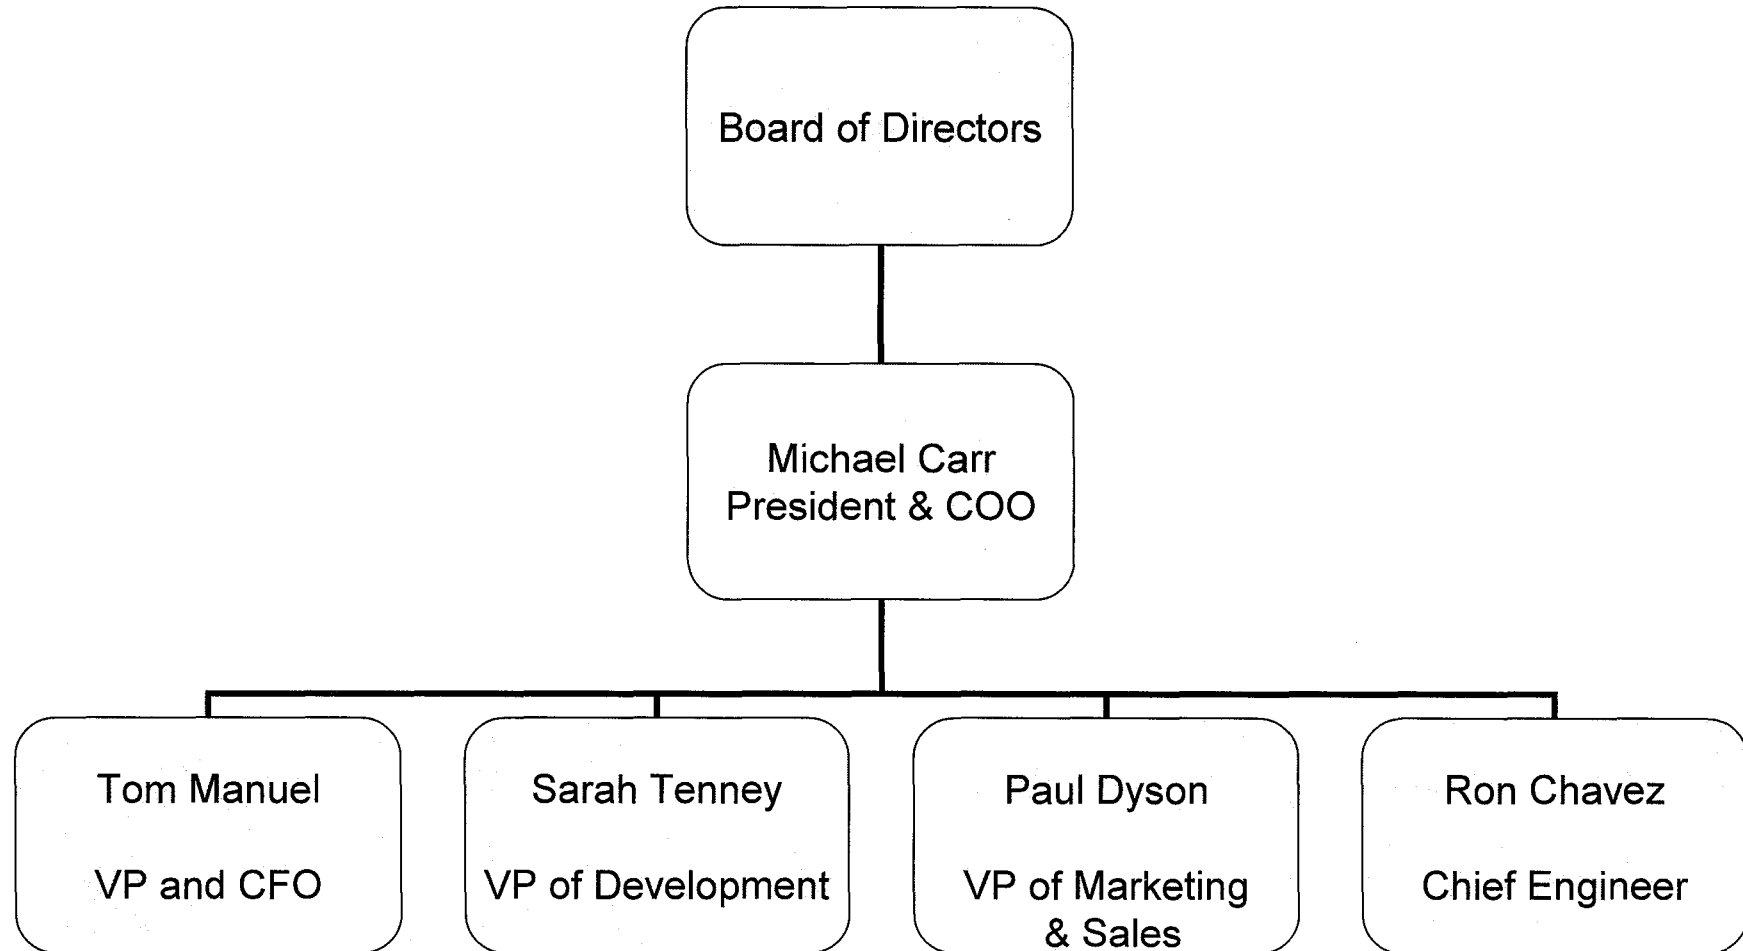 Board of Directors
Michael Carr
President & COO
Tom Manuel
VP and CFO
Sarah Tenney
VP of Development
Paul Dyson
VP of Marketing
& Sales
Ron Chavez
Chief Engineer